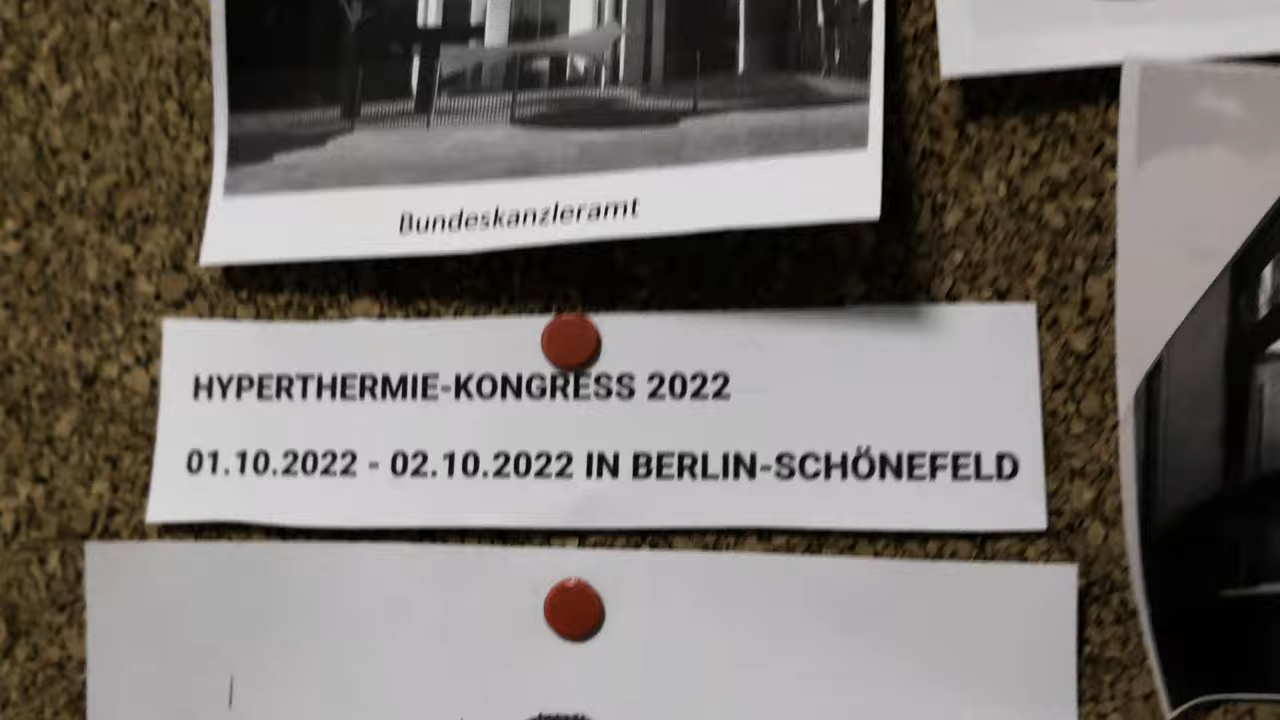 Bundeskanzleramt
HYPERTHERMIE-KONGRESS 2022
01.10.2022 - 02.10.2022 IN BERLIN-SCHÖNEFELD